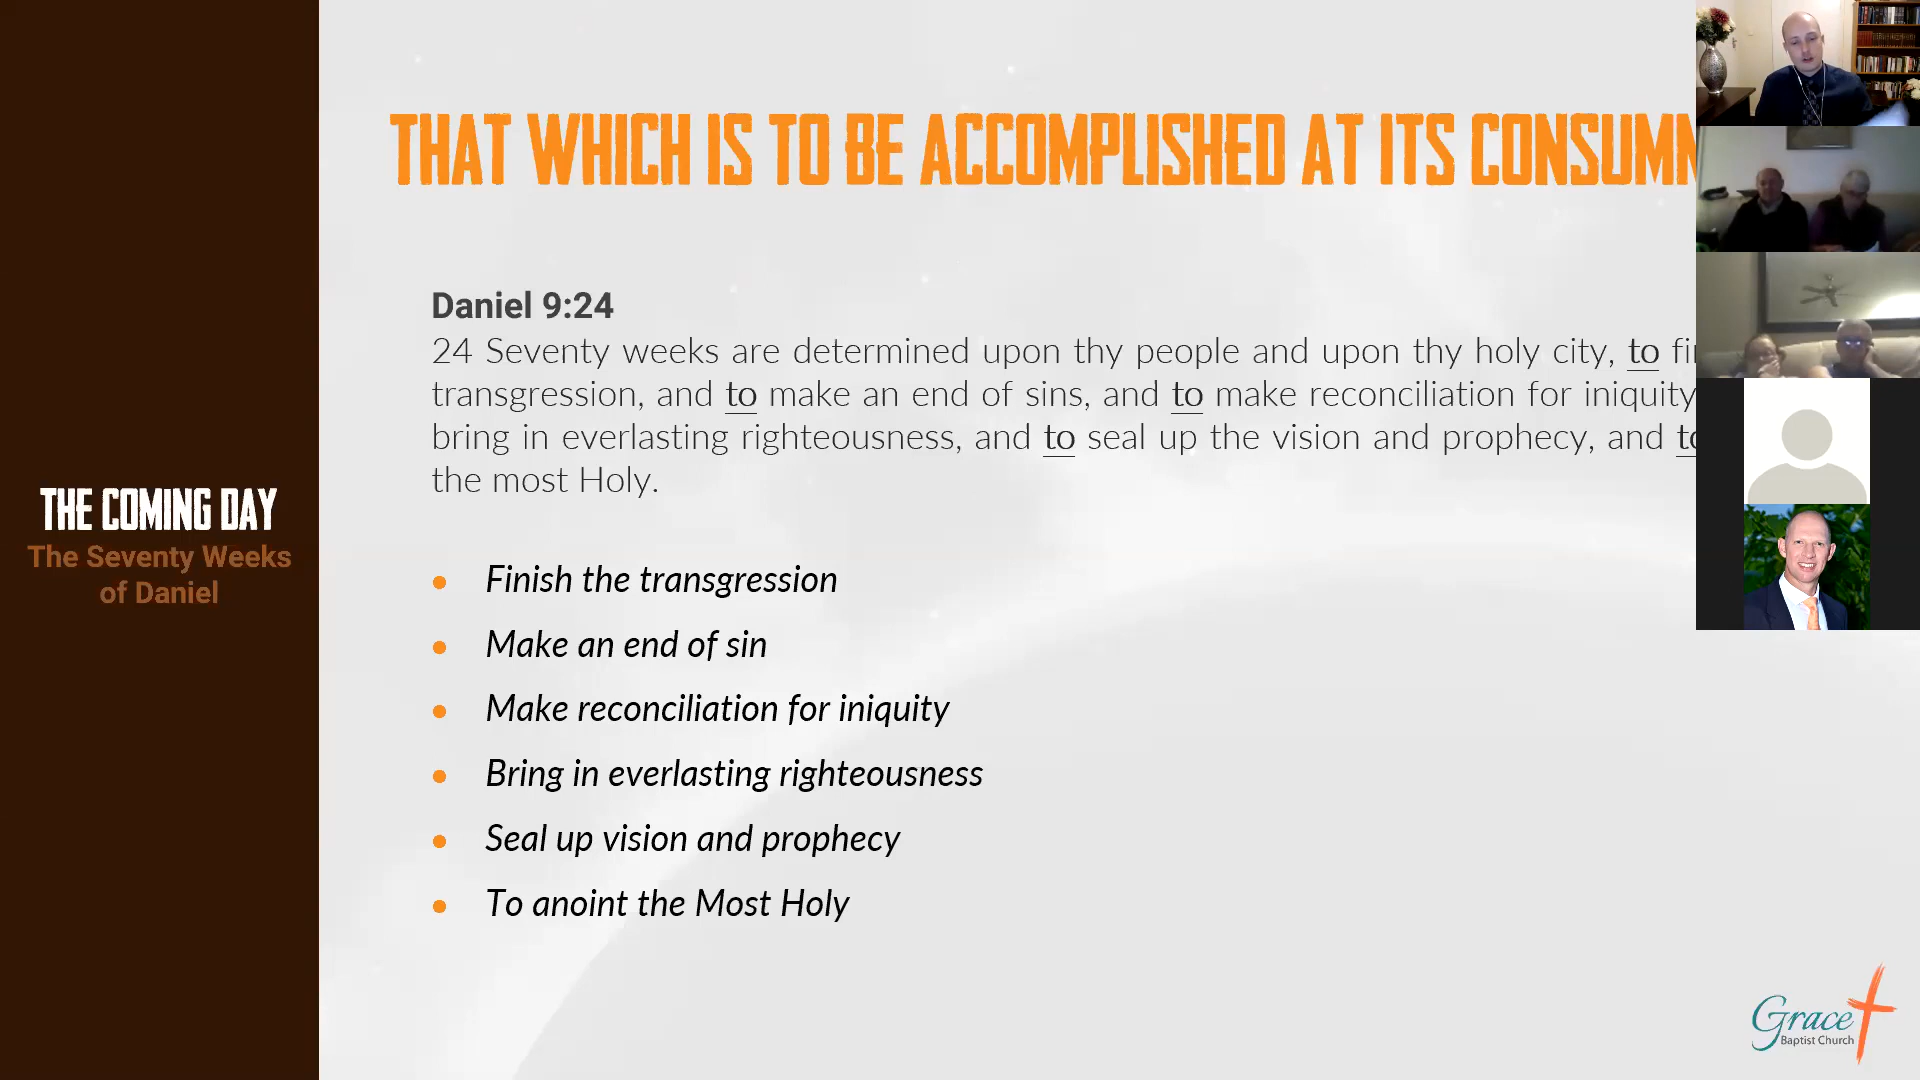 THAT WHICH IS TO BE ACCOMPLISHED AT ITS
Daniel 9:24
24 Seventy weeks are determined upon thy people and upon thy holy city, to
transgression, and to make an end of sins, and to make reconciliation for iniquity
bring in everlasting righteousness, and to seal up the vision and prophecy, and to
the most Holy.
THE COMING DAY
The Seventy Weeks
of Daniel
• Finish the transgression
• Make an end of sin
• Make reconciliation for iniquity
• Bring in everlasting righteousness
• Seal up vision and prophecy
• To anoint the Most Holy
Grace
Baptist Church